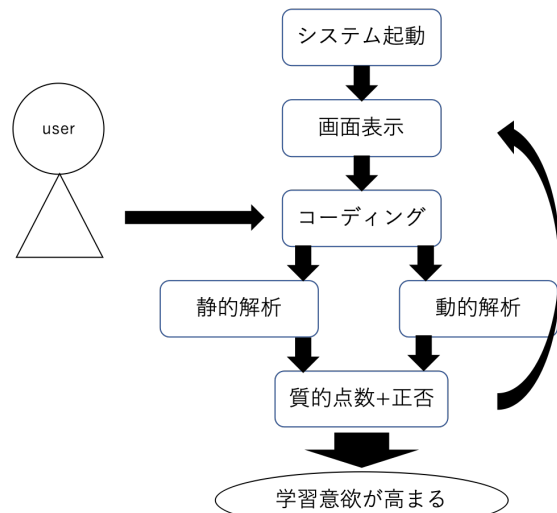 システム起動
画面表示
user
コーディング
静的解析
動的解析
質的点数+正否
学習意欲が高まる